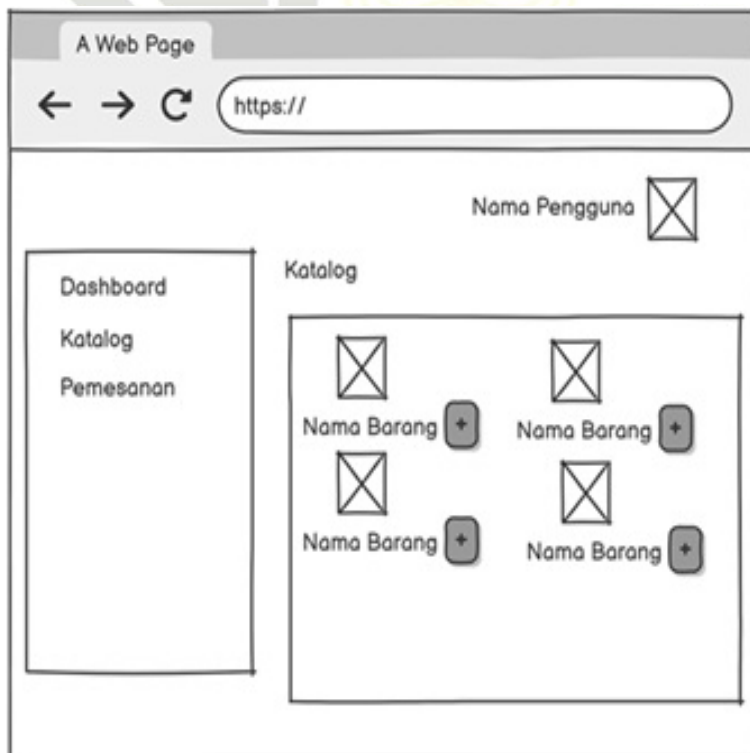 A Web Page
https://
Nama Pengguna
Dashboard
Katalog
Pemesanan
Katalog
Nama Barang +
Nama Barang +
Nama Barang +
Nama Barang +